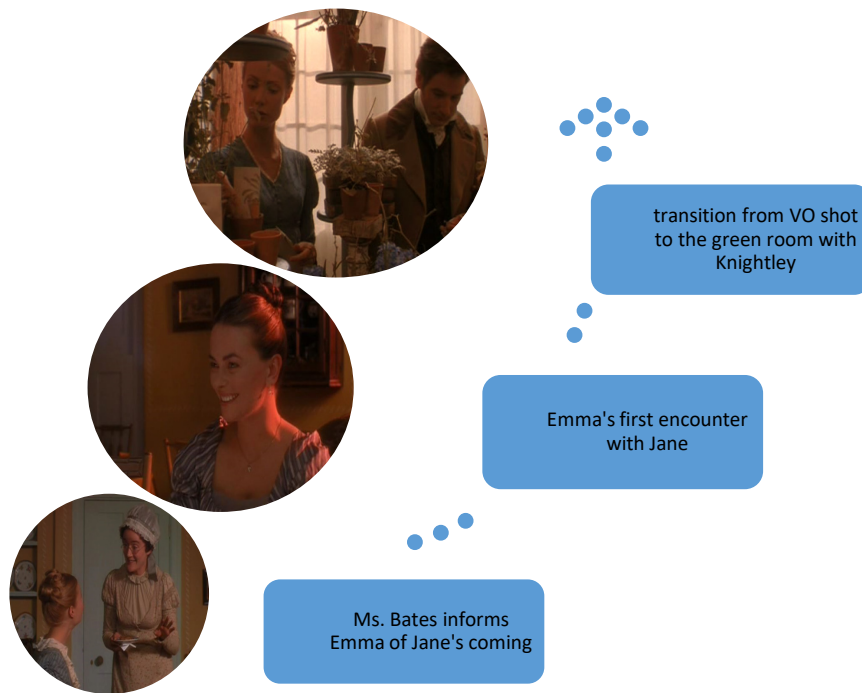 transition from VO shot
to the green room with
Knightley
Emma's first encounter
with Jane
Ms. Bates informs
Emma of Jane's coming